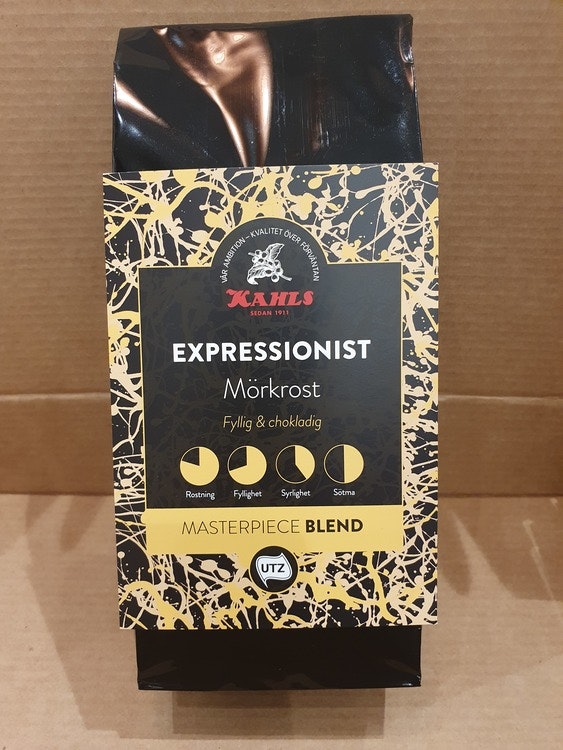 VÅR AMBITION – KVALITET ÖVER FÖRVÄNTAN
KAHLS
SEDAN 1911
EXPRESSIONIST
Mörkrost
Fyllig & chokladig
Rostning Fyllighet Syrlighet Sötma
MASTERPIECE BLEND
UTZ